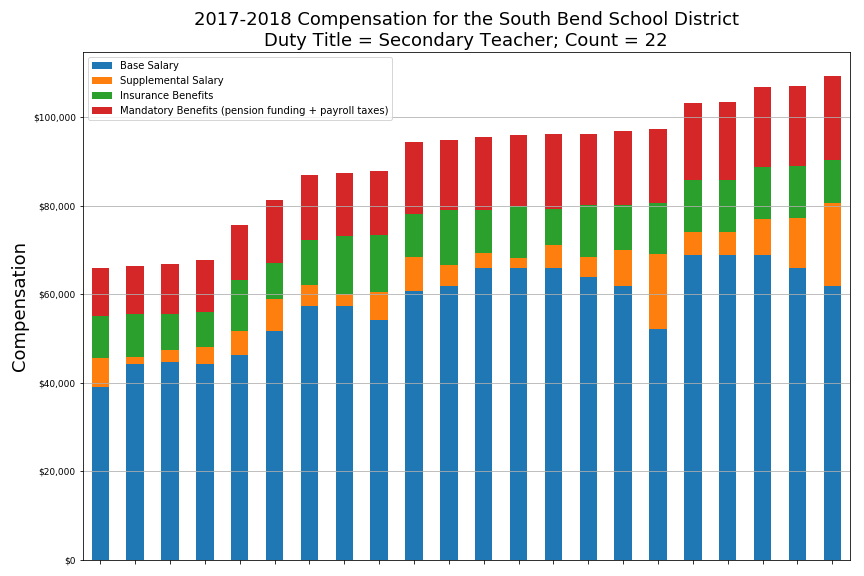 2017-2018 Compensation for the South Bend School District
Duty Title = Secondary Teacher; Count = 22
Base Salary
Supplemental Salary
Insurance Benefits
Mandatory Benefits (pension funding + payroll taxes)
$100,000
$80,000
$60,000
$40,000
$20,000
$0
Compensation